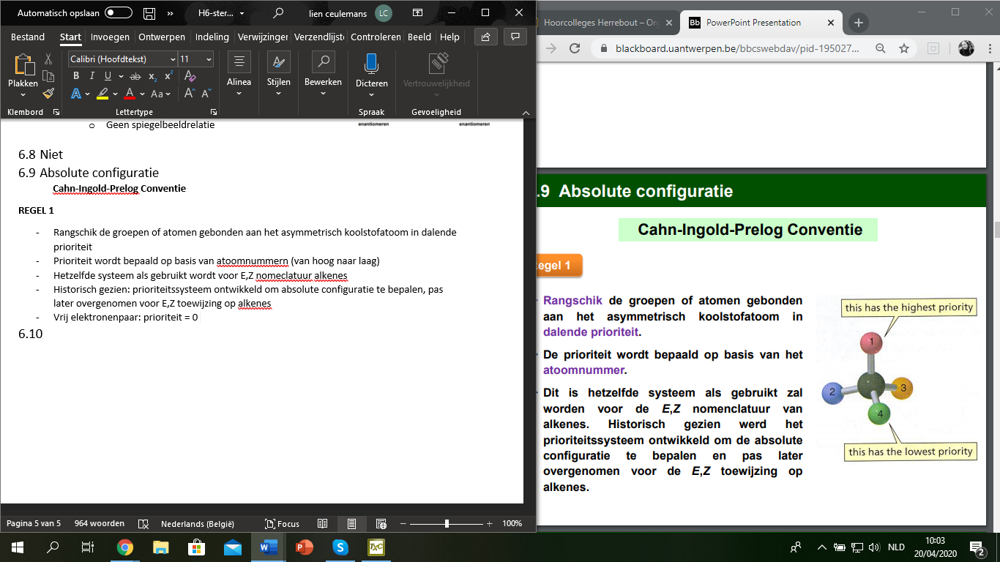 Automatisch opslaan
H6-ster...
lien ceulemans
LC
Bestand Start Invoegen Ontwerpen Indeling Verwijzingen Verzendlijste Controleren Beeld Help
Plakken
Calibri (Hoofdtekst) 11
B I U ab x₂ x²
A A Aa A A
Alinea
Stijlen
Bewerken
Dicteren
Vertrouwelijkheid
Klembord
Lettertype
Spraak
Gevoeligheid
o Geen spiegelbeeldrelatie
enantiomeren enantiomeren
6.8 Niet
6.9 Absolute configuratie
Cahn-Ingold-Prelog Conventie
REGEL 1
- Rangschik de groepen of atomen gebonden aan het asymmetrisch koolstofatoom in dalende
prioriteit
- Prioriteit wordt bepaald op basis van atoomnummern (van hoog naar laag)
- Hetzelfde systeem als gebruikt wordt voor E,Z nomeclatuur alkenes
- Historisch gezien: prioriteitssysteem ontwikkeld om absolute configuratie te bepalen, pas
later overgenomen voor E,Z toewijzing op alkenes
- Vrij elektronenpaar: prioriteit = 0
6.10
Pagina 5 van 5 964 woorden Nederlands (België) Focus 100%
Hoorcolleges Herrebout – Org
Bb PowerPoint Presentation
blackboard.uantwerpen.be/bbcswebdav/pid-195027...
.9 Absolute configuratie
Cahn-Ingold-Prelog Conventie
egel 1
Rangschik de groepen of atomen gebonden
aan het asymmetrisch koolstofatoom in
dalende prioriteit.
De prioriteit wordt bepaald op basis van het
atoomnummer.
Dit is hetzelfde systeem als gebruikt zal
worden voor de E,Z nomenclatuur van
alkenes. Historisch gezien werd het
prioriteitssysteem ontwikkeld om de absolute
configuratie te bepalen en pas later
overgenomen voor de E,Z toewijzing op
alkenes.
this has the highest priority
1
2
3
4
this has the lowest priority
NLD
10:03
20/04/2020
2